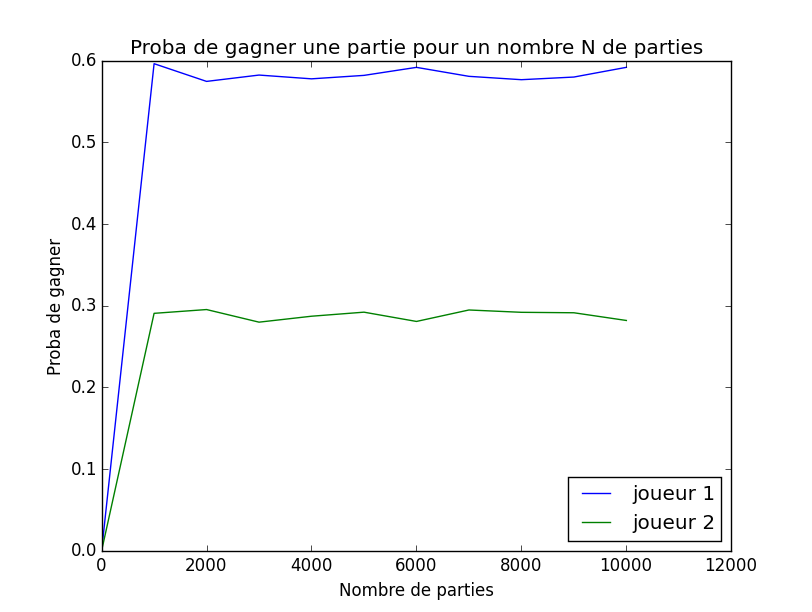 Proba de gagner une partie pour un nombre N de parties
0.6
0.5
0.4
0.3
0.2
0.1
0.0
Proba de gagner
0 2000 4000 6000 8000 10000 12000
Nombre de parties
joueur 1
joueur 2